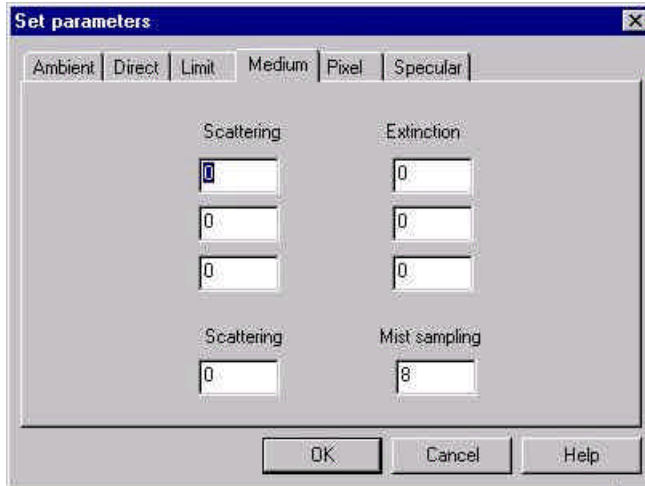 Set parameters
Ambient Direct Limit Medium Pixel Specular
Scattering Extinction
0 0
0 0
0 0
Scattering Mist sampling
0 8
OK Cancel Help